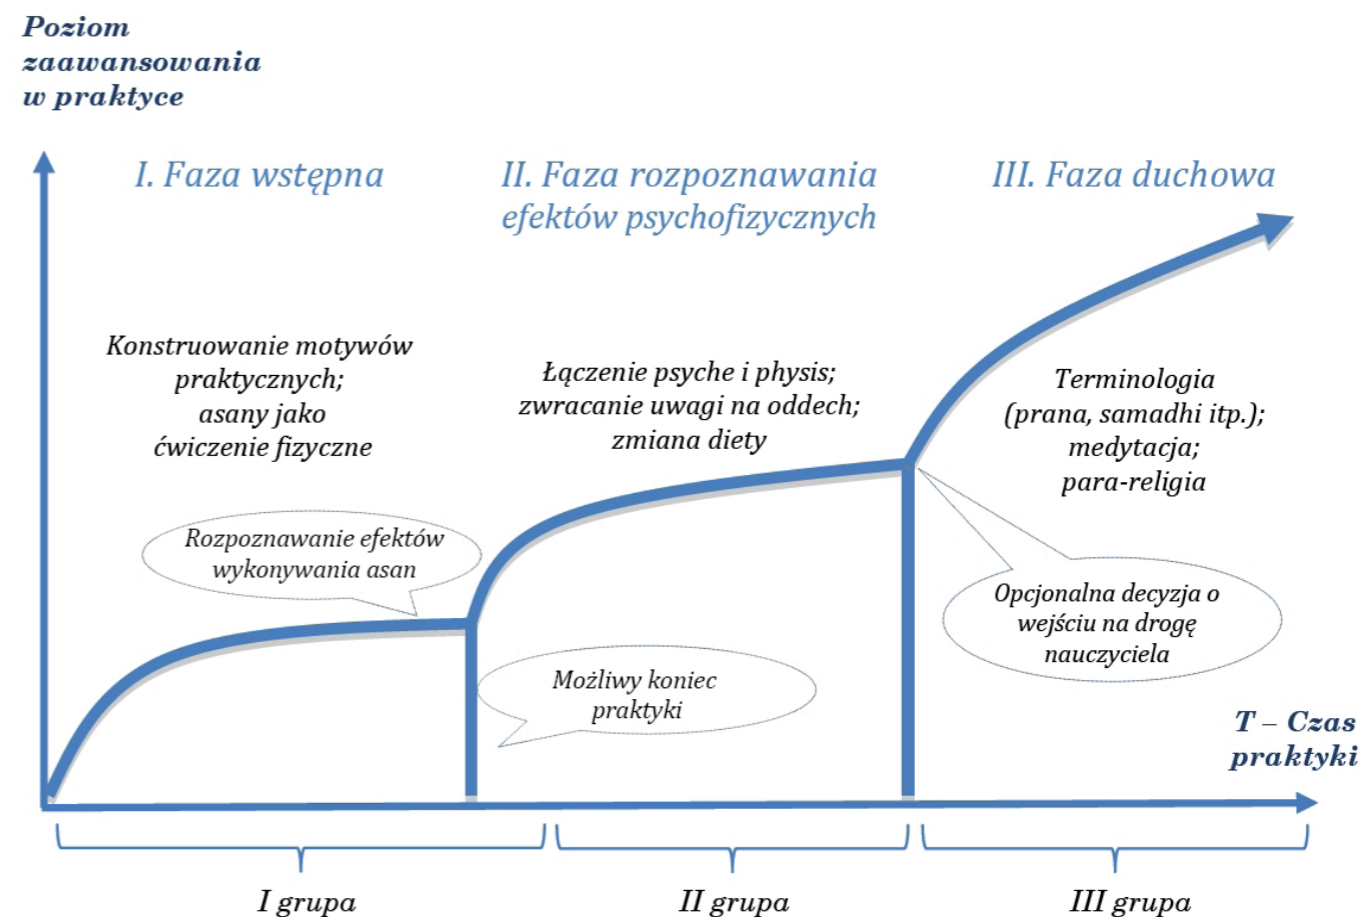 Poziom
zaawansowania
w praktyce
I. Faza wstępna
II. Faza rozpoznawania
efektów psychofizycznych
III. Faza duchowa
Konstruowanie motywów
praktycznych;
asany jako
ćwiczenie fizyczne
Łączenie psyche i physis;
zwracanie uwagi na oddech;
zmiana diety
Terminologia
(prana, samadhi itp.);
medytacja;
para-religia
Rozpoznawanie efektów
wykonywania asan
Możliwy koniec
praktyki
Opcjonalna decyzja o
wejściu na drogę
nauczyciela
T – Czas
praktyki
I grupa
II grupa
III grupa